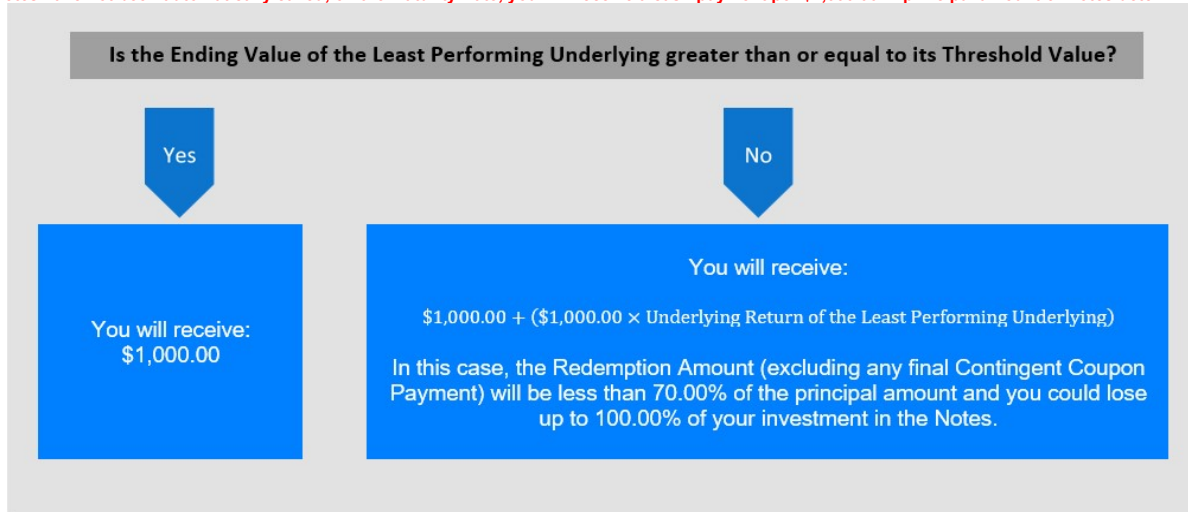 Is the Ending Value of the Least Performing Underlying greater than or equal to its Threshold Value?
Yes
No
You will receive:
$1,000.00
You will receive:
$1,000.00 + ($1,000.00 × Underlying Return of the Least Performing Underlying)
In this case, the Redemption Amount (excluding any final Contingent Coupon
Payment) will be less than 70.00% of the principal amount and you could lose
up to 100.00% of your investment in the Notes.